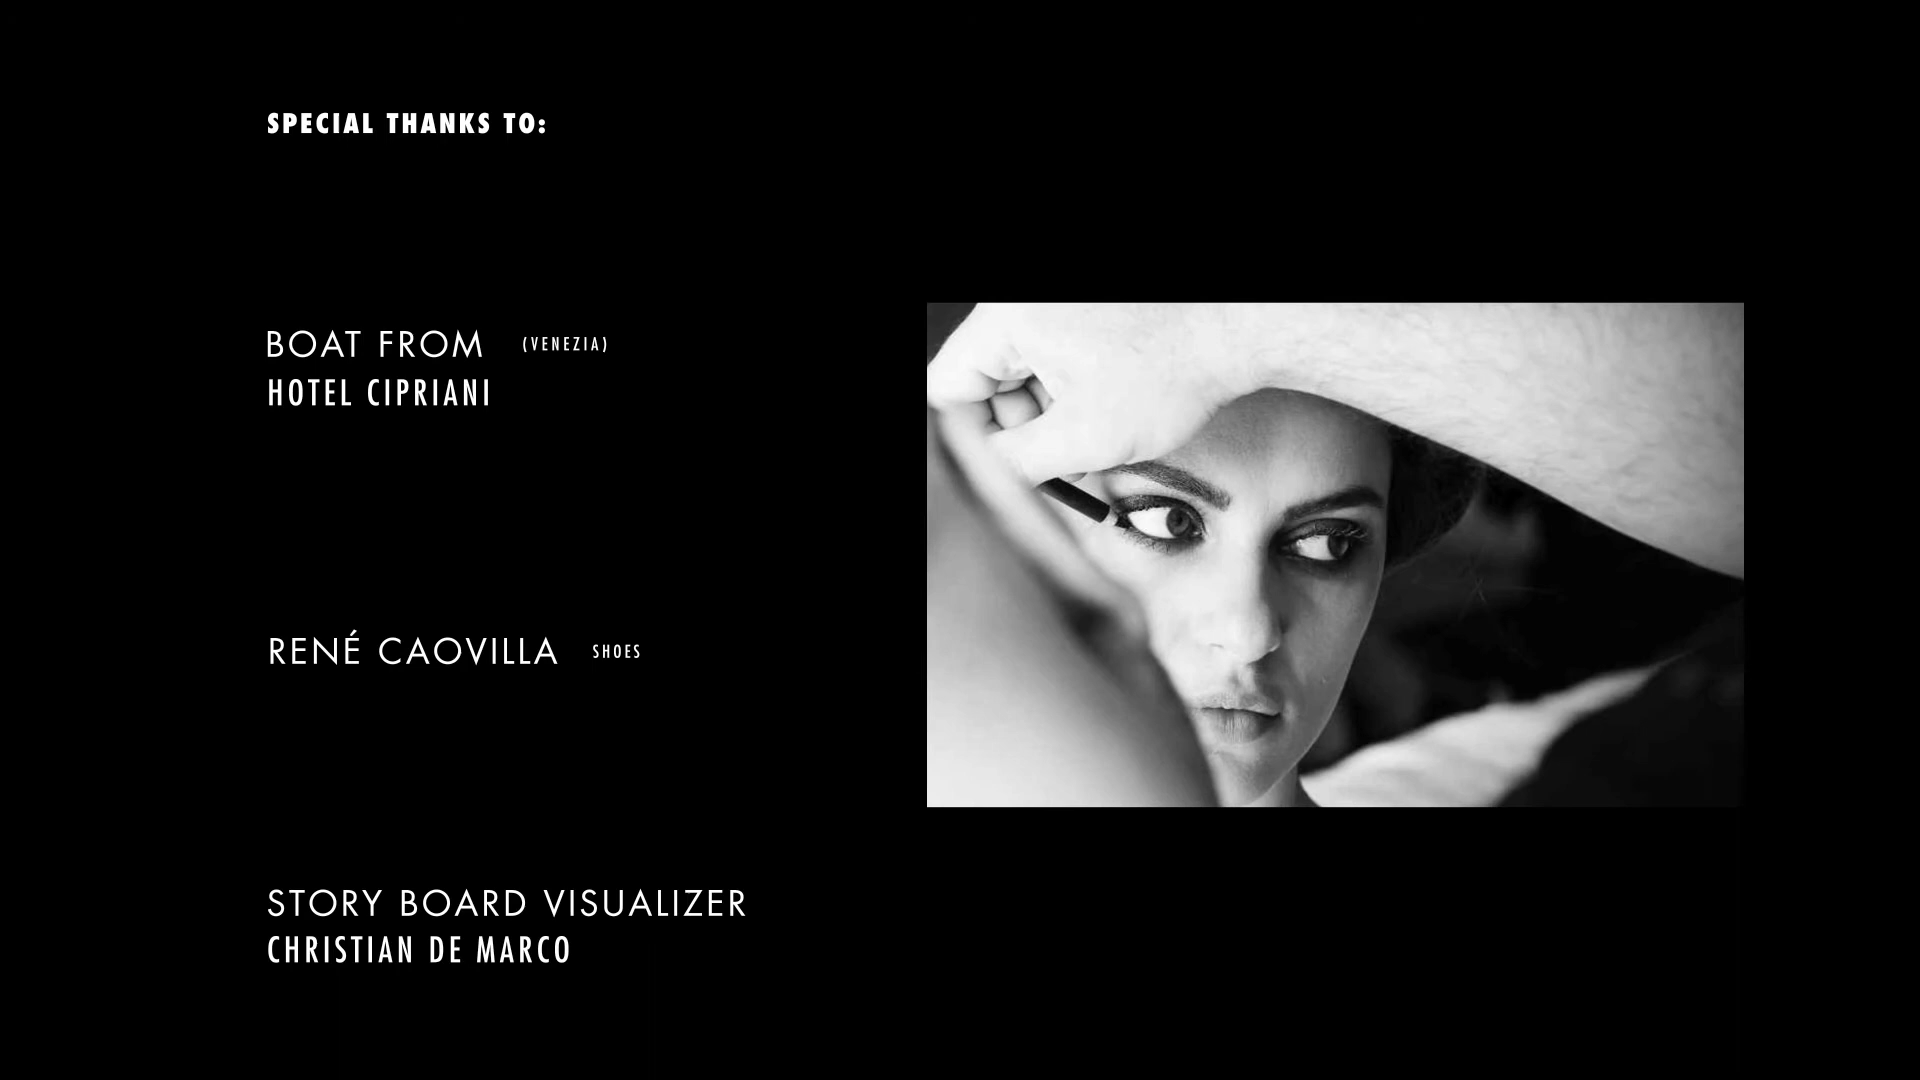 SPECIAL THANKS TO:
BOAT FROM (VENEZIA)
HOTEL CIPRIANI
RENÉ CAOVILLA SHOES
STORY BOARD VISUALIZER
CHRISTIAN DE MARCO